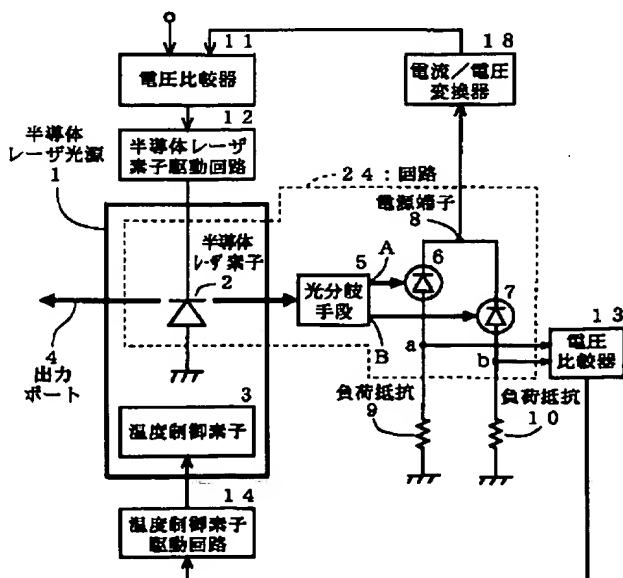 11
電圧比較器
18
電流／電圧
変換器
12
半導体レーザ
素子駆動回路
半導体
レーザ光源
1
24：回路
電源端子
8
半導体
レーザ素子
2
5
光分岐
手段
A
B
6
7
a
b
13
電圧
比較器
4
出力
ポート
3
温度制御素子
負荷抵抗
9
負荷抵抗
10
14
温度制御素子
駆動回路